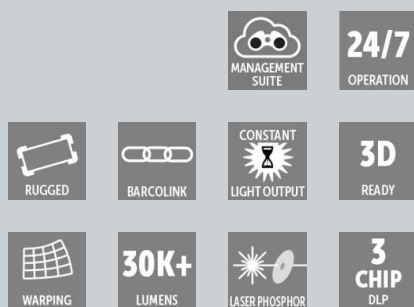 MANAGEMENT
SUITE
24/7
OPERATION
RUGGED
BARCOLINK
CONSTANT
LIGHT OUTPUT
3D
READY
WARPING
30K+
LUMENS
LASER PHOSPHOR
3
CHIP
DLP